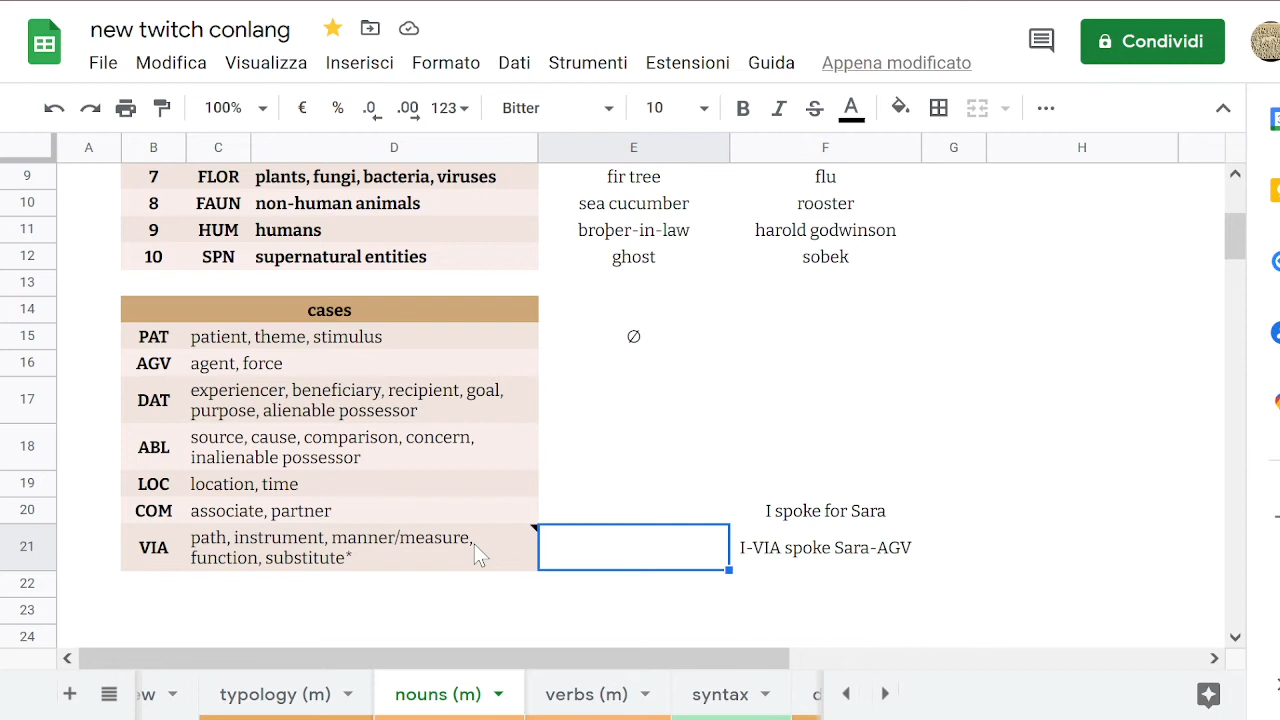 new twitch conlang
File Modifica Visualizza Inserisci Formato Dati Strumenti Estensioni Guida Appena modificato
Condividi
100% € % .0 .00 123 Bitter 10 B I S A
A B C D E F G H
9 7 FLOR plants, fungi, bacteria, viruses fir tree flu
10 8 FAUN non-human animals sea cucumber rooster
11 9 HUM humans broþer-in-law harold godwinson
12 10 SPN supernatural entities ghost sobek
13
14 cases
15 PAT patient, theme, stimulus ∅
16 AGV agent, force
17 DAT experiencer, beneficiary, recipient, goal,
purpose, alienable possessor
18 ABL source, cause, comparison, concern,
inalienable possessor
19 LOC location, time
20 COM associate, partner I spoke for Sara
21 VIA path, instrument, manner/measure,
function, substitute* I-VIA spoke Sara-AGV
22
23
24
typology (m) nouns (m) verbs (m) syntax